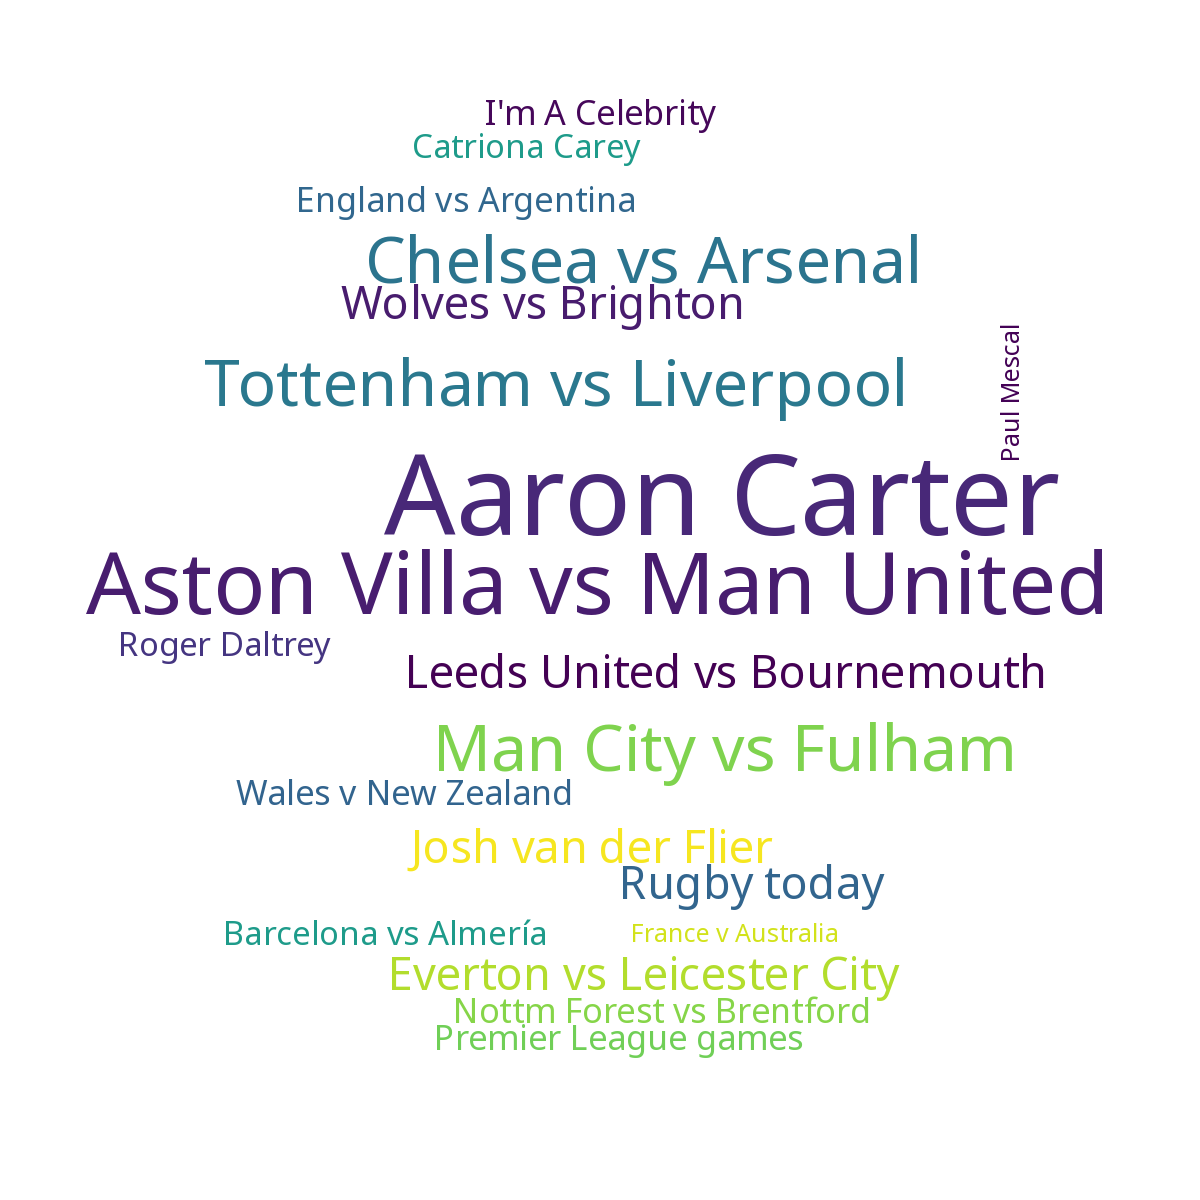 I'm A Celebrity
Catriona Carey
England vs Argentina
Chelsea vs Arsenal
Wolves vs Brighton
Tottenham vs Liverpool
Paul Mescal
Aaron Carter
Aston Villa vs Man United
Roger Daltrey
Leeds United vs Bournemouth
Man City vs Fulham
Wales v New Zealand
Josh van der Flier
Rugby today
Barcelona vs Almería
France v Australia
Everton vs Leicester City
Nottm Forest vs Brentford
Premier League games